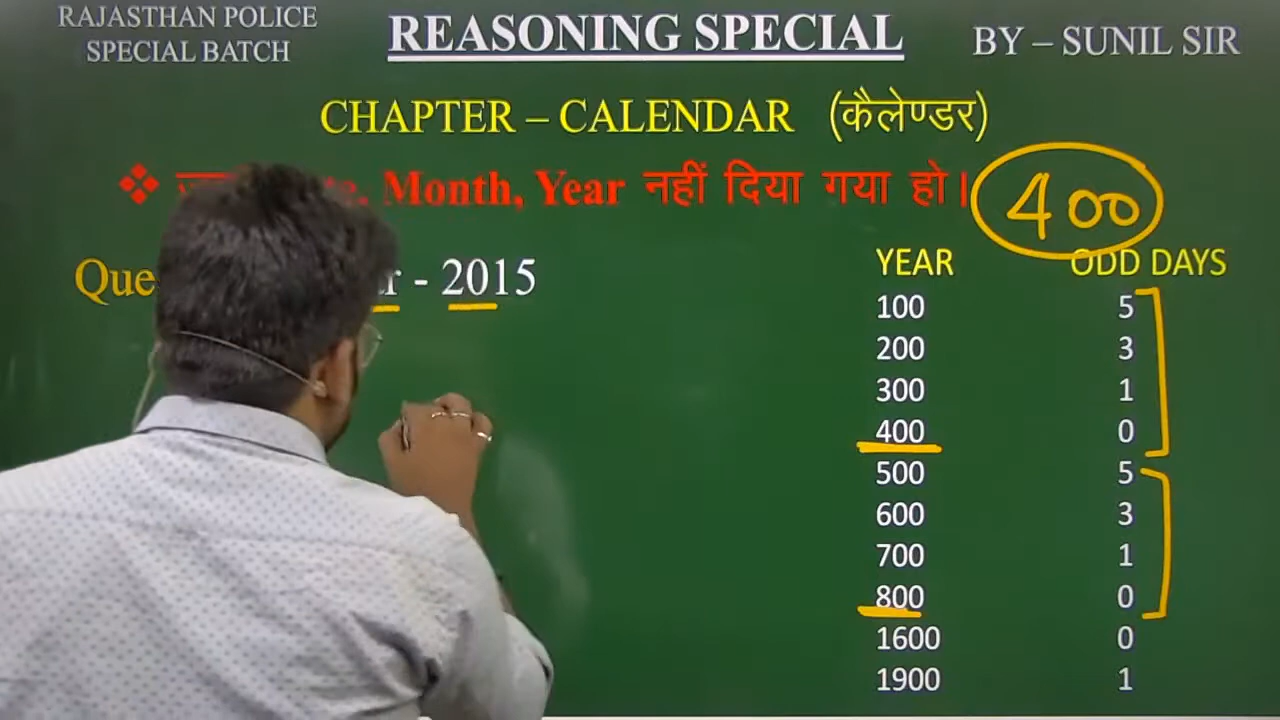 RAJASTHAN POLICE
SPECIAL BATCH
REASONING SPECIAL
BY – SUNIL SIR
CHAPTER – CALENDAR (कैलेण्डर)
Month, Year नहीं दिया गया हो।
400
- 2015
YEAR ODD DAYS
100 5
200 3
300 1
400 0
500 5
600 3
700 1
800 0
1600 0
1900 1